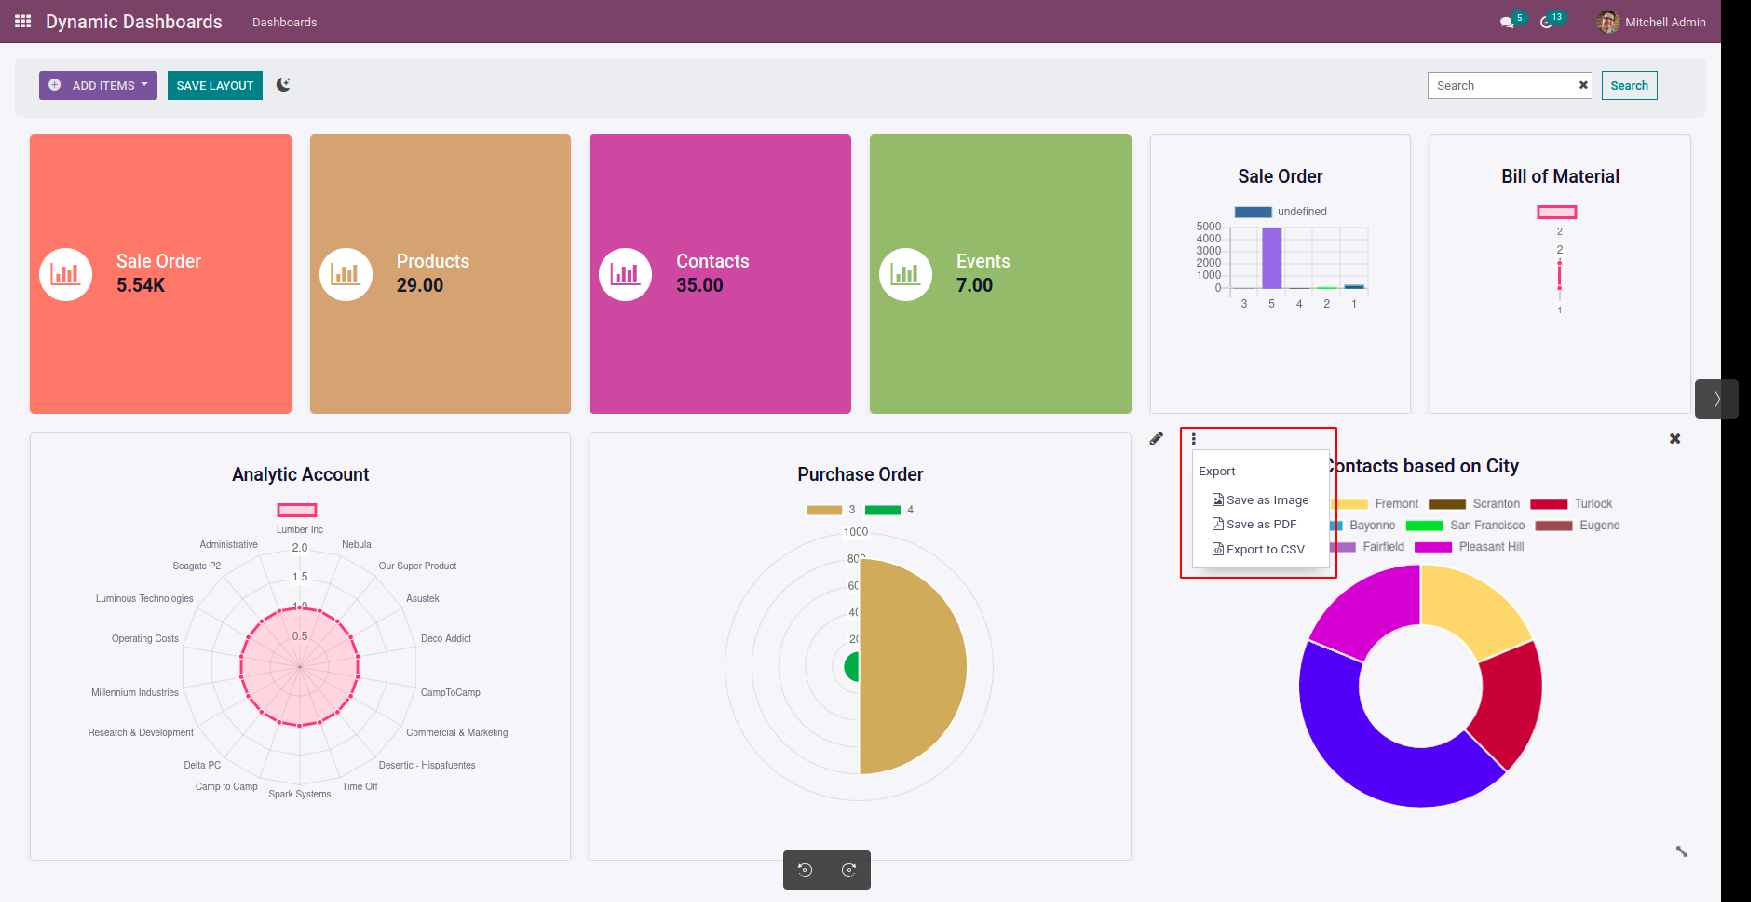 Dynamic Dashboards Dashboards 5 13 Mitchell Admin
ADD ITEMS SAVE LAYOUT Search Search
Sale Order
5.54K
Products
29.00
Contacts
35.00
Events
7.00
Sale Order
undefined
5000
4000
3000
2000
1000
0
3 5 4 2 1
Bill of Material
2
2
1
Analytic Account
Lumber Inc
Administrative Nebula
Seagate P2 Our Super Product
Luminous Technologies Asustek
Operating Costs Deco Addict
Millennium Industries CampToCamp
Research & Development Commercial & Marketing
Delta PC Desertic - Hispafuentes
Camp to Camp Time Off
Spark Systems
2.0
1.5
1.0
0.5
Purchase Order
3 4
1000
80
60
40
20
Export
Save as Image
Save as PDF
Export to CSV
Contacts based on City
Fremont Scranton Turlock
Bayonne San Francisco Eugene
Fairfield Pleasant Hill